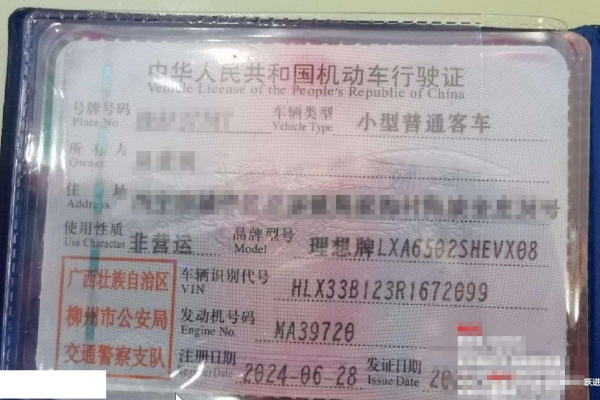 中华人民共和国机动车行驶证
Vehicle License of the People's Republic of China
号牌号码
Plate No.
车辆类型 小型普通客车
Vehicle Type
所有人
Owner
住 址
Address
使用性质 非营运
Use Character
品牌型号 理想牌LXA6502SHEVX08
Model
广西壮族自治区
柳州市公安局
交通警察支队
车辆识别代号 HLX33B123R1672099
VIN
发动机号码 MA39720
Engine No.
注册日期 2024-06-28
Register Date
发证日期
Issue Date
跃进